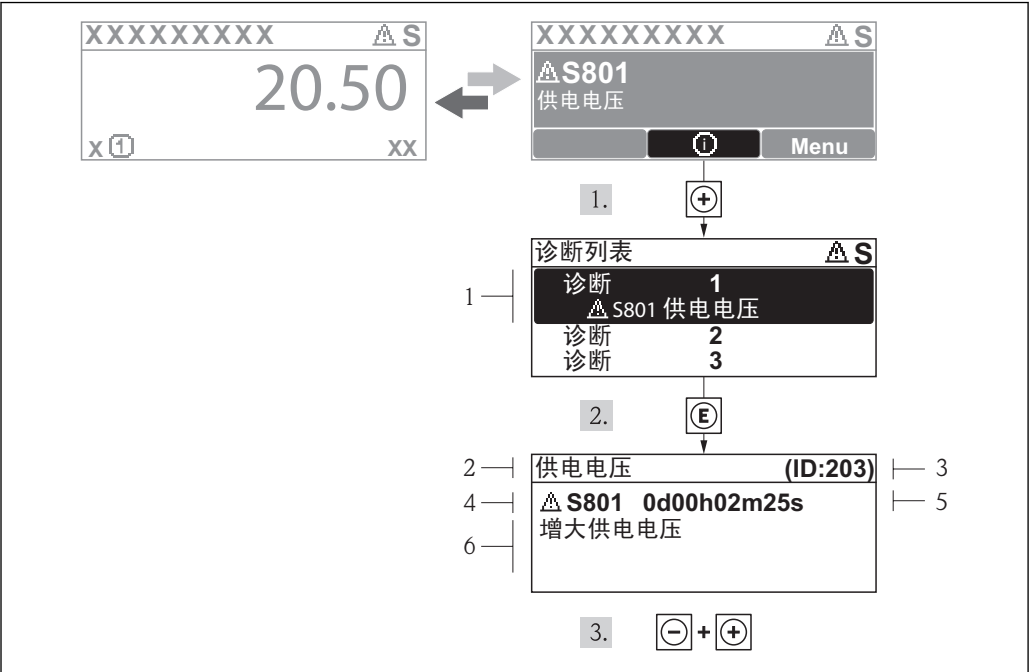 XXXXXXXXX ⚠ S
20.50
x ① xx
XXXXXXXXX ⚠ S
⚠ S801
供电电压
ⓘ Menu
1. +
诊断列表 ⚠ S
1
诊断 1
⚠ S801 供电电压
诊断 2
诊断 3
2. E
2 供电电压 (ID:203) 3
4 ⚠ S801 0d00h02m25s 5
6 增大供电电压
3. − + +